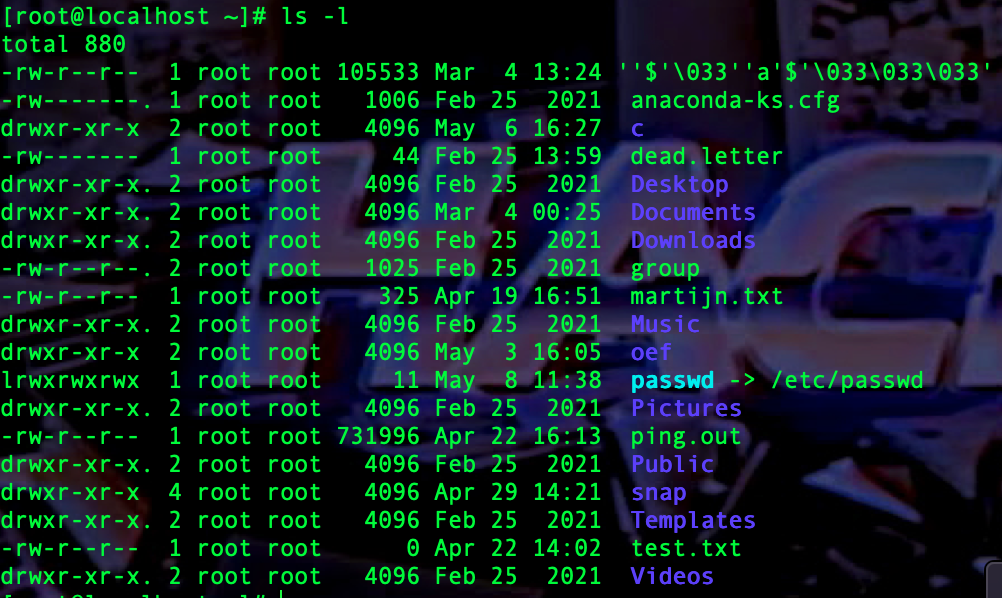 [root@localhost ~]# ls -l
total 880
-rw-r--r--  1 root root 105533 Mar  4 13:24 ''$'\033''a'$'\033\033\033'
-rw-------. 1 root root   1006 Feb 25  2021 anaconda-ks.cfg
drwxr-xr-x  2 root root   4096 May  6 16:27 c
-rw-------  1 root root     44 Feb 25 13:59 dead.letter
drwxr-xr-x. 2 root root   4096 Feb 25  2021 Desktop
drwxr-xr-x. 2 root root   4096 Mar  4 00:25 Documents
drwxr-xr-x. 2 root root   4096 Feb 25  2021 Downloads
-rw-r--r--. 1 root root   1025 Feb 25  2021 group
-rw-r--r--  1 root root    325 Apr 19 16:51 martijn.txt
drwxr-xr-x. 2 root root   4096 Feb 25  2021 Music
drwxr-xr-x  2 root root   4096 May  3 16:05 oef
lrwxrwxrwx  1 root root     11 May  8 11:38 passwd -> /etc/passwd
drwxr-xr-x. 2 root root   4096 Feb 25  2021 Pictures
-rw-r--r--  1 root root 731996 Apr 22 16:13 ping.out
drwxr-xr-x. 2 root root   4096 Feb 25  2021 Public
drwxr-xr-x  4 root root   4096 Apr 29 14:21 snap
drwxr-xr-x. 2 root root   4096 Feb 25  2021 Templates
-rw-r--r--  1 root root      0 Apr 22 14:02 test.txt
drwxr-xr-x. 2 root root   4096 Feb 25  2021 Videos